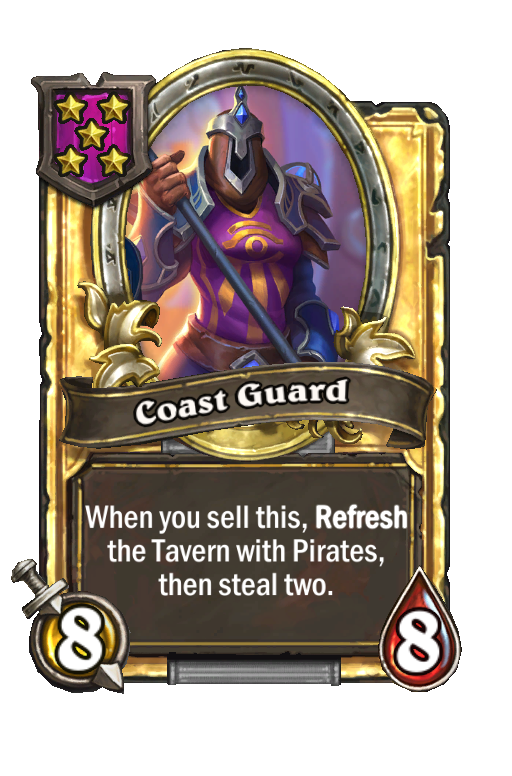 Coast Guard
When you sell this, Refresh
the Tavern with Pirates,
then steal two.
8
8